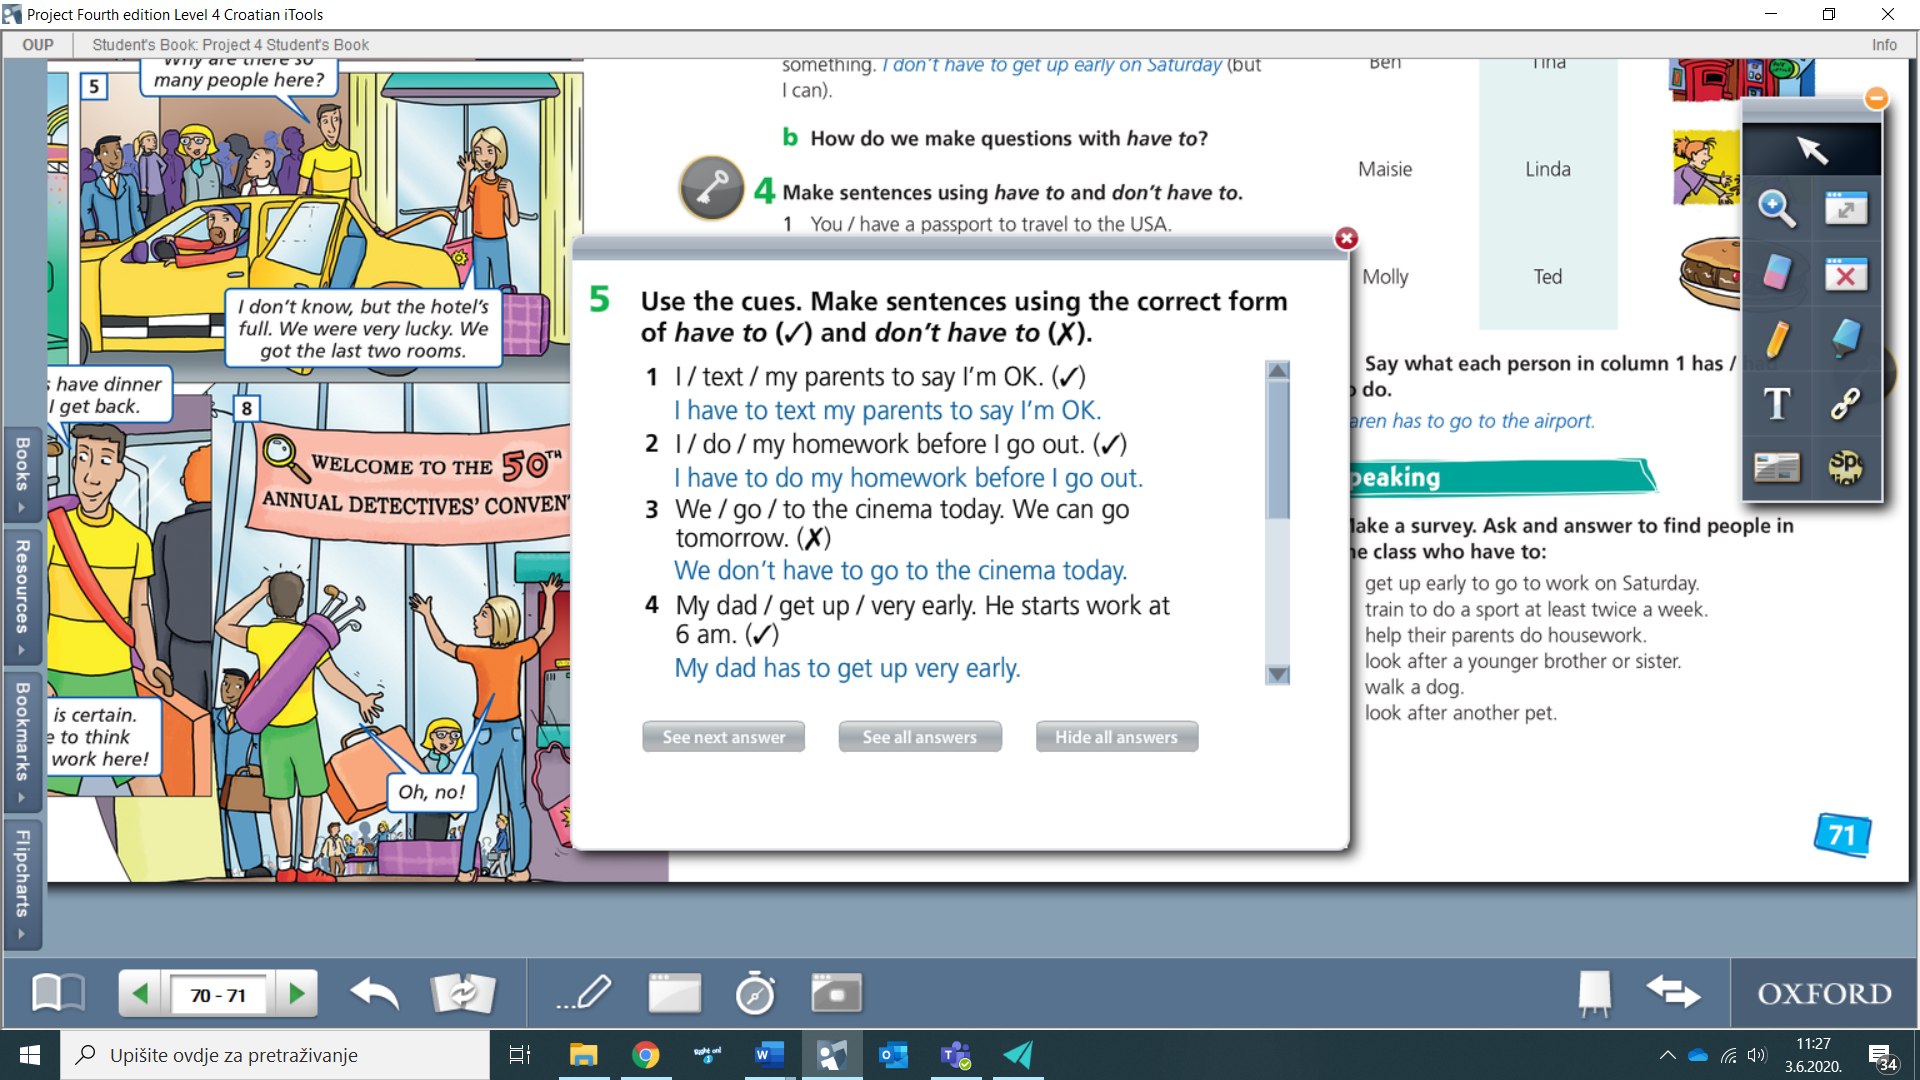 Project Fourth edition Level 4 Croatian iTools
OUP
Student's Book: Project 4 Student's Book
Info
Why are there so
many people here?
5
I don't know, but the hotel's
full. We were very lucky. We
got the last two rooms.
have dinner
I get back.
8
WELCOME TO THE 50TH
ANNUAL DETECTIVES' CONVEN
is certain.
to think
work here!
Oh, no!
something. I don't have to get up early on Saturday (but
I can).
b How do we make questions with have to?
4 Make sentences using have to and don't have to.
1 You / have a passport to travel to the USA.
5 Use the cues. Make sentences using the correct form
of have to (✓) and don't have to (✗).
1 I / text / my parents to say I'm OK. (✓)
I have to text my parents to say I'm OK.
2 I / do / my homework before I go out. (✓)
I have to do my homework before I go out.
3 We / go / to the cinema today. We can go
tomorrow. (✗)
We don't have to go to the cinema today.
4 My dad / get up / very early. He starts work at
6 am. (✓)
My dad has to get up very early.
See next answer
See all answers
Hide all answers
Ben Tina
Maisie Linda
Molly Ted
Say what each person in column 1 has /
do.
aren has to go to the airport.
peaking
Make a survey. Ask and answer to find people in
he class who have to:
get up early to go to work on Saturday.
train to do a sport at least twice a week.
help their parents do housework.
look after a younger brother or sister.
walk a dog.
look after another pet.
71
T
Books
Resources
Bookmarks
Flipcharts
70 - 71
OXFORD
Upišite ovdje za pretraživanje
11:27
3.6.2020.
34